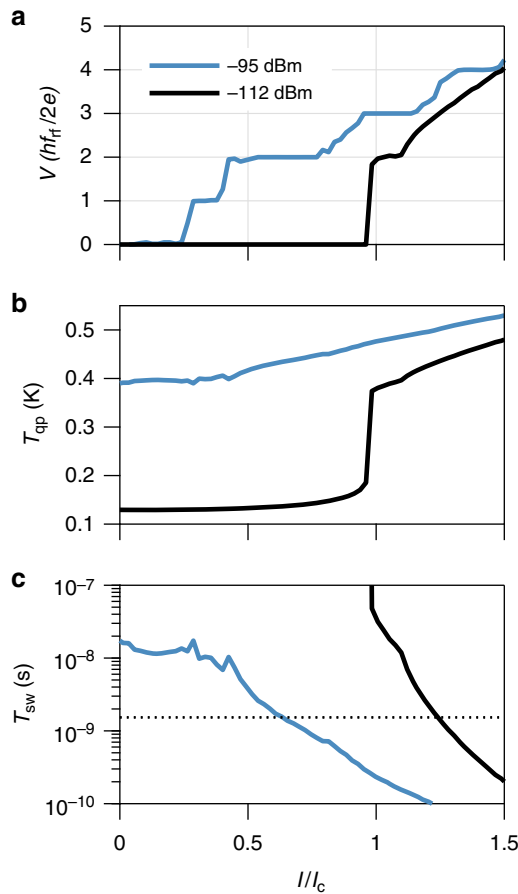 a
5
4
3
2
1
0
V (hf_rf/2e)
–95 dBm
–112 dBm
b
0.5
0.4
0.3
0.2
0.1
T_qp (K)
c
10⁻⁷
10⁻⁸
10⁻⁹
10⁻¹⁰
T_sw (s)
0
0.5
1
1.5
I/I_c